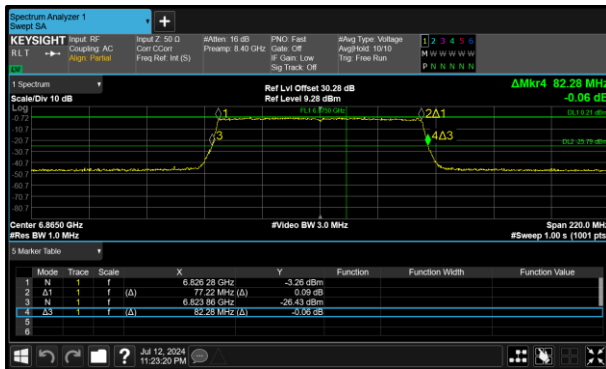 Spectrum Analyzer 1
Swept SA
KEYSIGHT Input: RF Input Z: 50 Ω #Atten: 16 dB PNO: Fast #Avg Type: Voltage 1 2 3 4 5 6
RLT Coupling: AC Corr CCorr Preamp: 8.40 GHz Gate: Off Avg|Hold: 10/10 M W W W W W
Align: Partial Freq Ref: Int (S) IF Gain: Low Trig: Free Run P N N N N N
Sig Track: Off
1 Spectrum Ref Lvl Offset 30.28 dB ΔMkr4 82.28 MHz
Scale/Div 10 dB Ref Level 9.28 dBm -0.06 dB
Log
-0.72 1 2Δ1 DL1 0.21 dBm
-10.7
-20.7 3 4Δ3 DL2 -25.79 dBm
-30.7
-40.7
-50.7
-60.7
-70.7
-80.7
Center 6.8650 GHz #Video BW 3.0 MHz Span 220.0 MHz
#Res BW 1.0 MHz #Sweep 1.00 s (1001 pts)
5 Marker Table
Mode Trace Scale X Y Function Function Width Function Value
1 N 1 f 6.826 28 GHz -3.26 dBm
2 Δ1 1 f (Δ) 77.22 MHz (Δ) 0.09 dB
3 N 1 f 6.823 86 GHz -26.43 dBm
4 Δ3 1 f (Δ) 82.28 MHz (Δ) -0.06 dB
5
6
Jul 12, 2024
11:23:20 PM